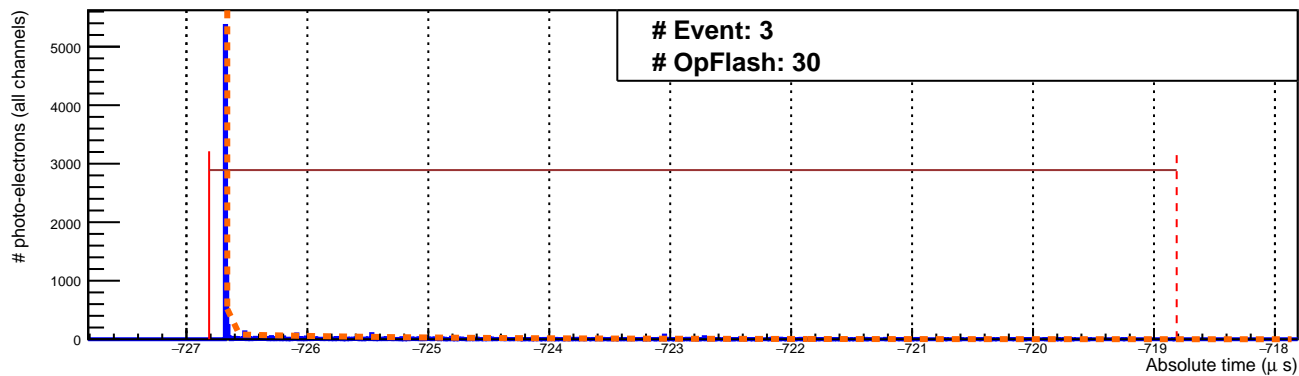 # Event: 3
# OpFlash: 30
# photo-electrons (all channels)
5000
4000
3000
2000
1000
0
−727 −726 −725 −724 −723 −722 −721 −720 −719 −718
Absolute time (μ s)